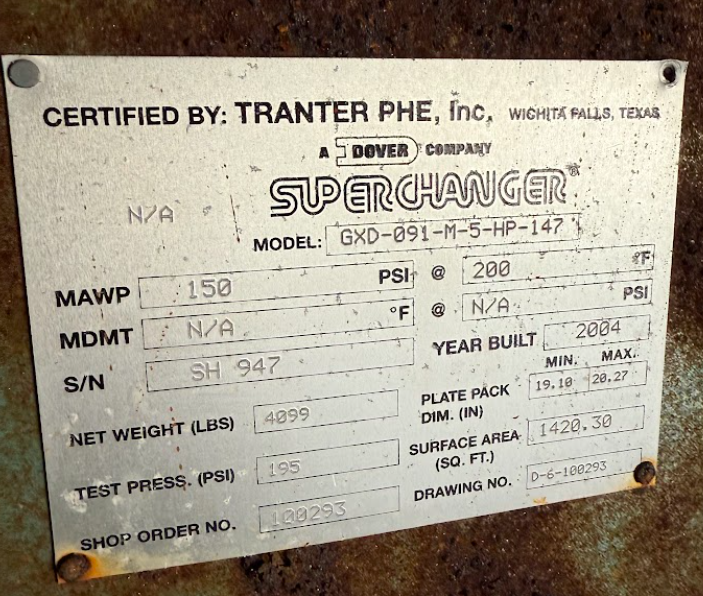 CERTIFIED BY: TRANTER PHE, Inc. WICHITA FALLS, TEXAS
A DOVER COMPANY
SUPERCHANGER®
N/A
MODEL: GXD-091-M-5-HP-147
MAWP 150 PSI @ 200 °F
MDMT N/A °F @ N/A PSI
S/N SH 947 YEAR BUILT 2004
MIN. MAX.
NET WEIGHT (LBS) 4099 PLATE PACK DIM. (IN) 19.10 20.27
TEST PRESS. (PSI) 195 SURFACE AREA (SQ. FT.) 1420.30
SHOP ORDER NO. 100293 DRAWING NO. D-6-100293